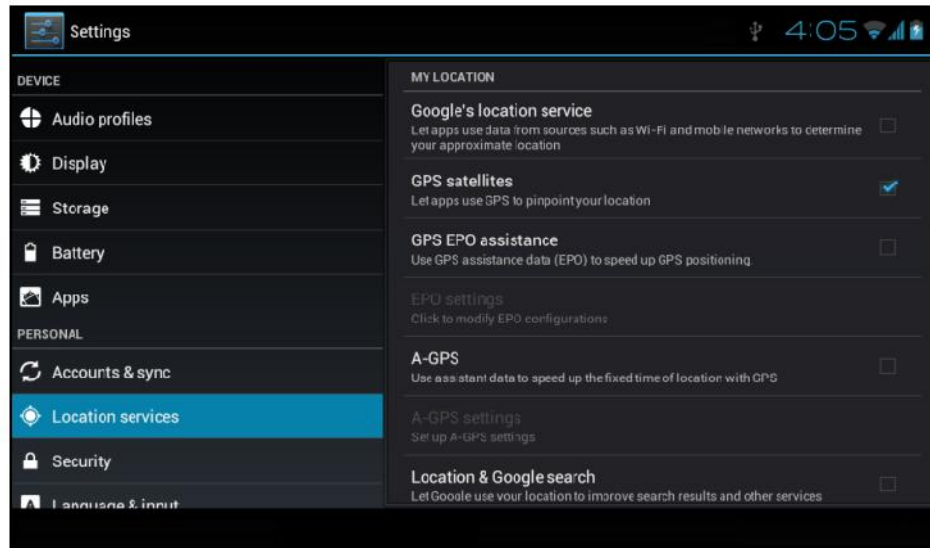 Settings
4:05
DEVICE
Audio profiles
Display
Storage
Battery
Apps
PERSONAL
Accounts & sync
Location services
Security
Language & input
MY LOCATION
Google's location service
Let apps use data from sources such as Wi-Fi and mobile networks to determine
your approximate location
GPS satellites
Let apps use GPS to pinpoint your location
GPS EPO assistance
Use GPS assistance data (EPO) to speed up GPS positioning.
EPO settings
Click to modify EPO configurations
A-GPS
Use assistant data to speed up the fixed time of location with GPS
A-GPS settings
Set up A-GPS settings
Location & Google search
Let Google use your location to improve search results and other services